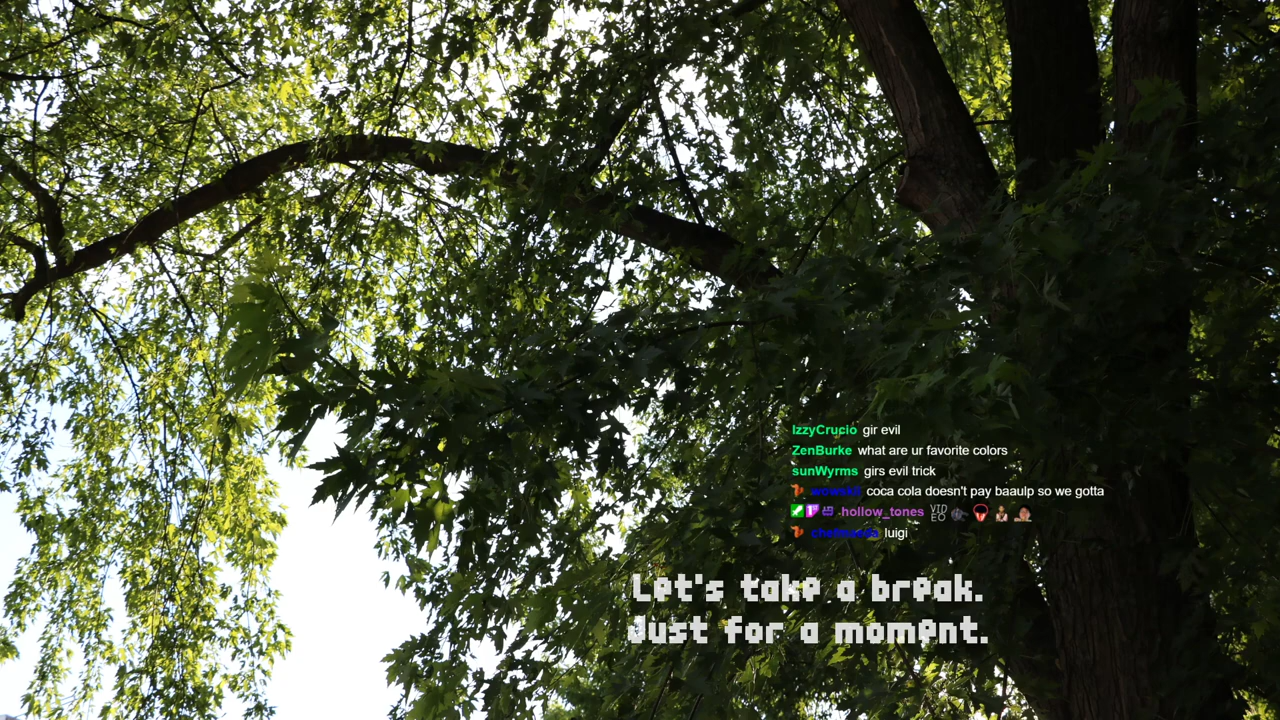 IzzyCrucio gir evil
ZenBurke what are ur favorite colors
sunWyrms girs evil trick
coca cola doesn't pay baaulp so we gotta
.hollow_tones VIDEO
luigi
Let's take a break.
Just for a moment.